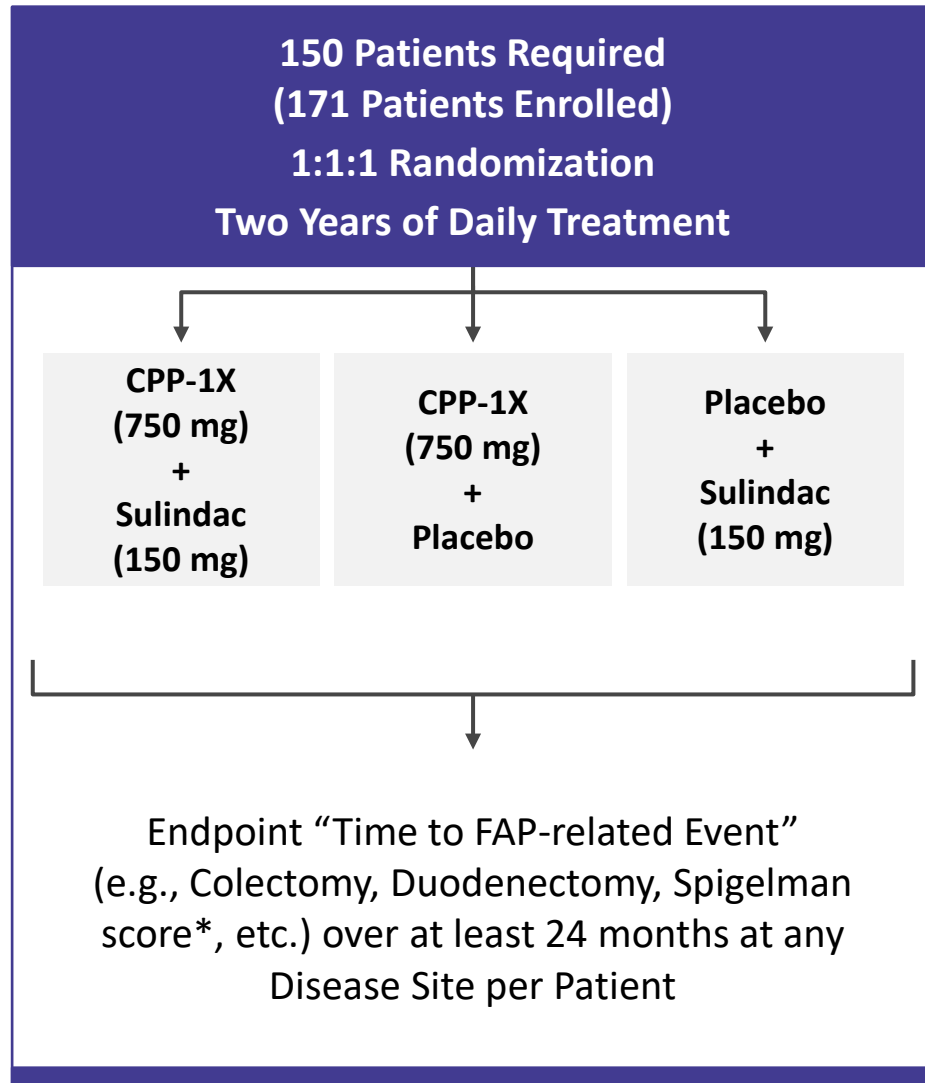 150 Patients Required
(171 Patients Enrolled)
1:1:1 Randomization
Two Years of Daily Treatment
CPP-1X
(750 mg)
+
Sulindac
(150 mg)
CPP-1X
(750 mg)
+
Placebo
Placebo
+
Sulindac
(150 mg)
Endpoint “Time to FAP-related Event”
(e.g., Colectomy, Duodenectomy, Spigelman
score*, etc.) over at least 24 months at any
Disease Site per Patient